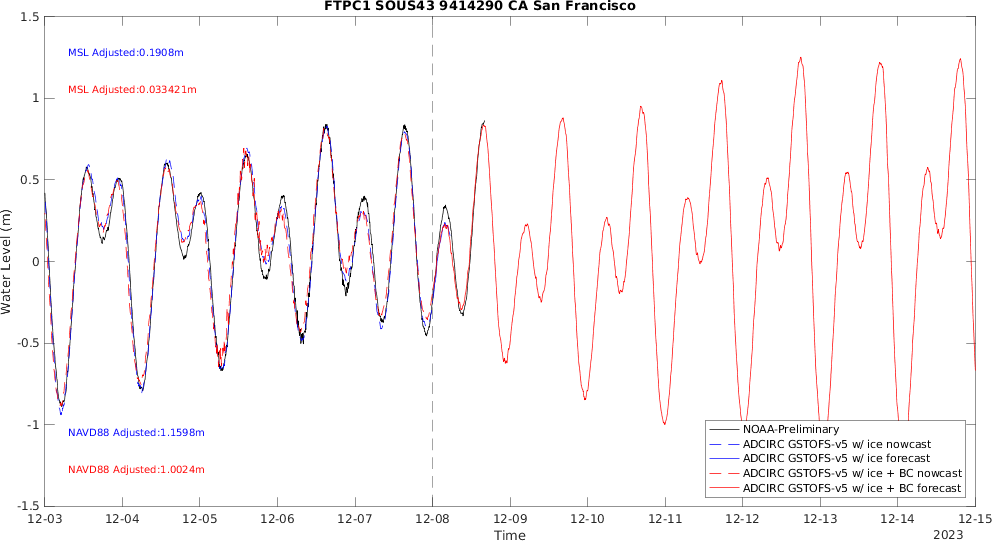 FTPC1 SOUS43 9414290 CA San Francisco
1.5
MSL Adjusted:0.1908m
1
MSL Adjusted:0.033421m
0.5
Water Level (m)
0
-0.5
-1
NAVD88 Adjusted:1.1598m
NAVD88 Adjusted:1.0024m
NOAA-Preliminary
ADCIRC GSTOFS-v5 w/ ice nowcast
ADCIRC GSTOFS-v5 w/ ice forecast
ADCIRC GSTOFS-v5 w/ ice + BC nowcast
ADCIRC GSTOFS-v5 w/ ice + BC forecast
-1.5
12-03 12-04 12-05 12-06 12-07 12-08 12-09 12-10 12-11 12-12 12-13 12-14 12-15
Time
2023